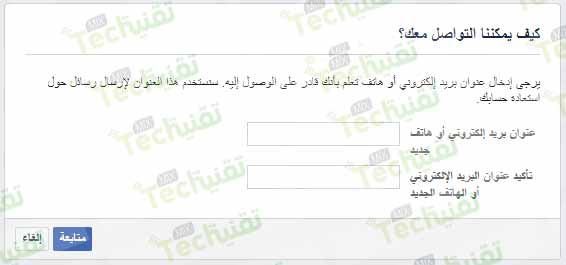 كيف يمكننا التواصل معك؟
يرجى إدخال عنوان بريد إلكتروني أو هاتف تعلم بأنك قادر على الوصول إليه. سنستخدم هذا العنوان لإرسال رسائل حول
استعادة حسابك.
عنوان بريد إلكتروني أو هاتف
جديد
تأكيد عنوان البريد الإلكتروني
أو الهاتف الجديد
متابعة إلغاء
تقنية Tech MIX